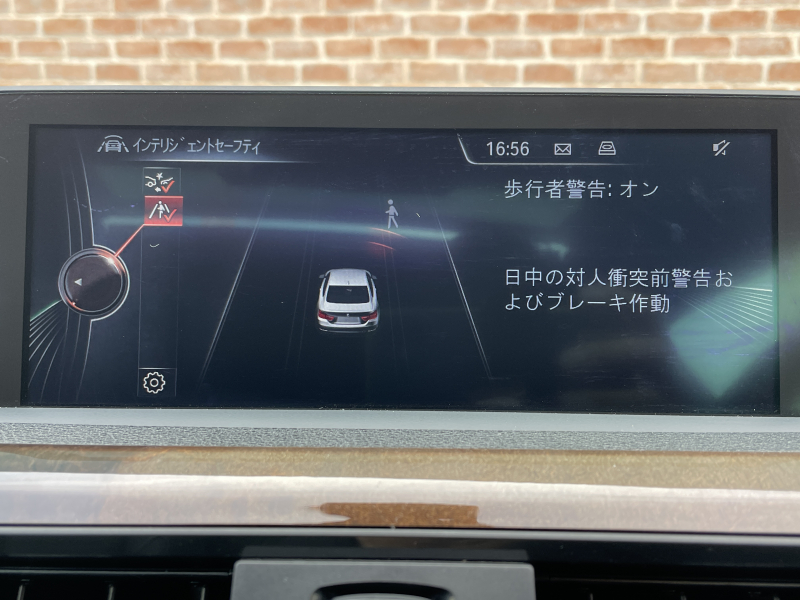 インテリジェントセーフティ
16:56
歩行者警告: オン
日中の対人衝突前警告お
よびブレーキ作動